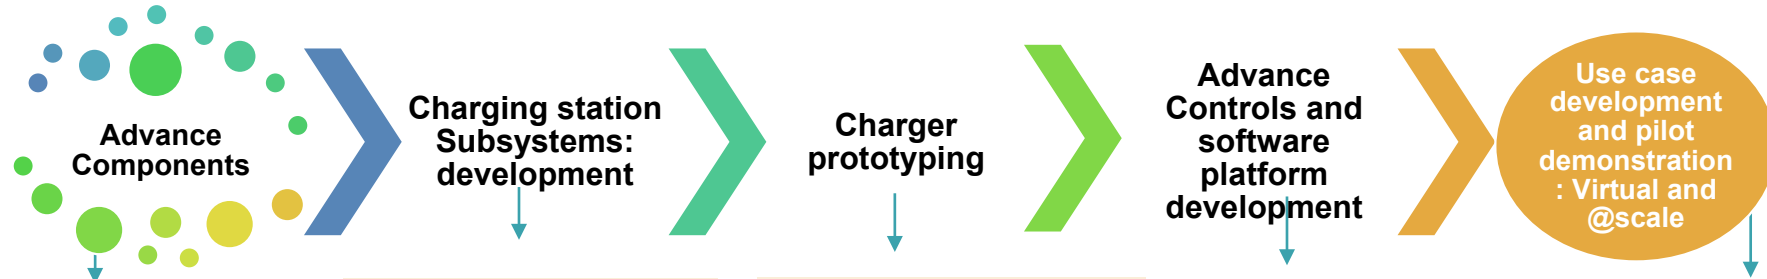 Advance
Components
Charging station
Subsystems:
development
Charger
prototyping
Advance
Controls and
software
platform
development
Use case
development
and pilot
demonstration
: Virtual and
@scale